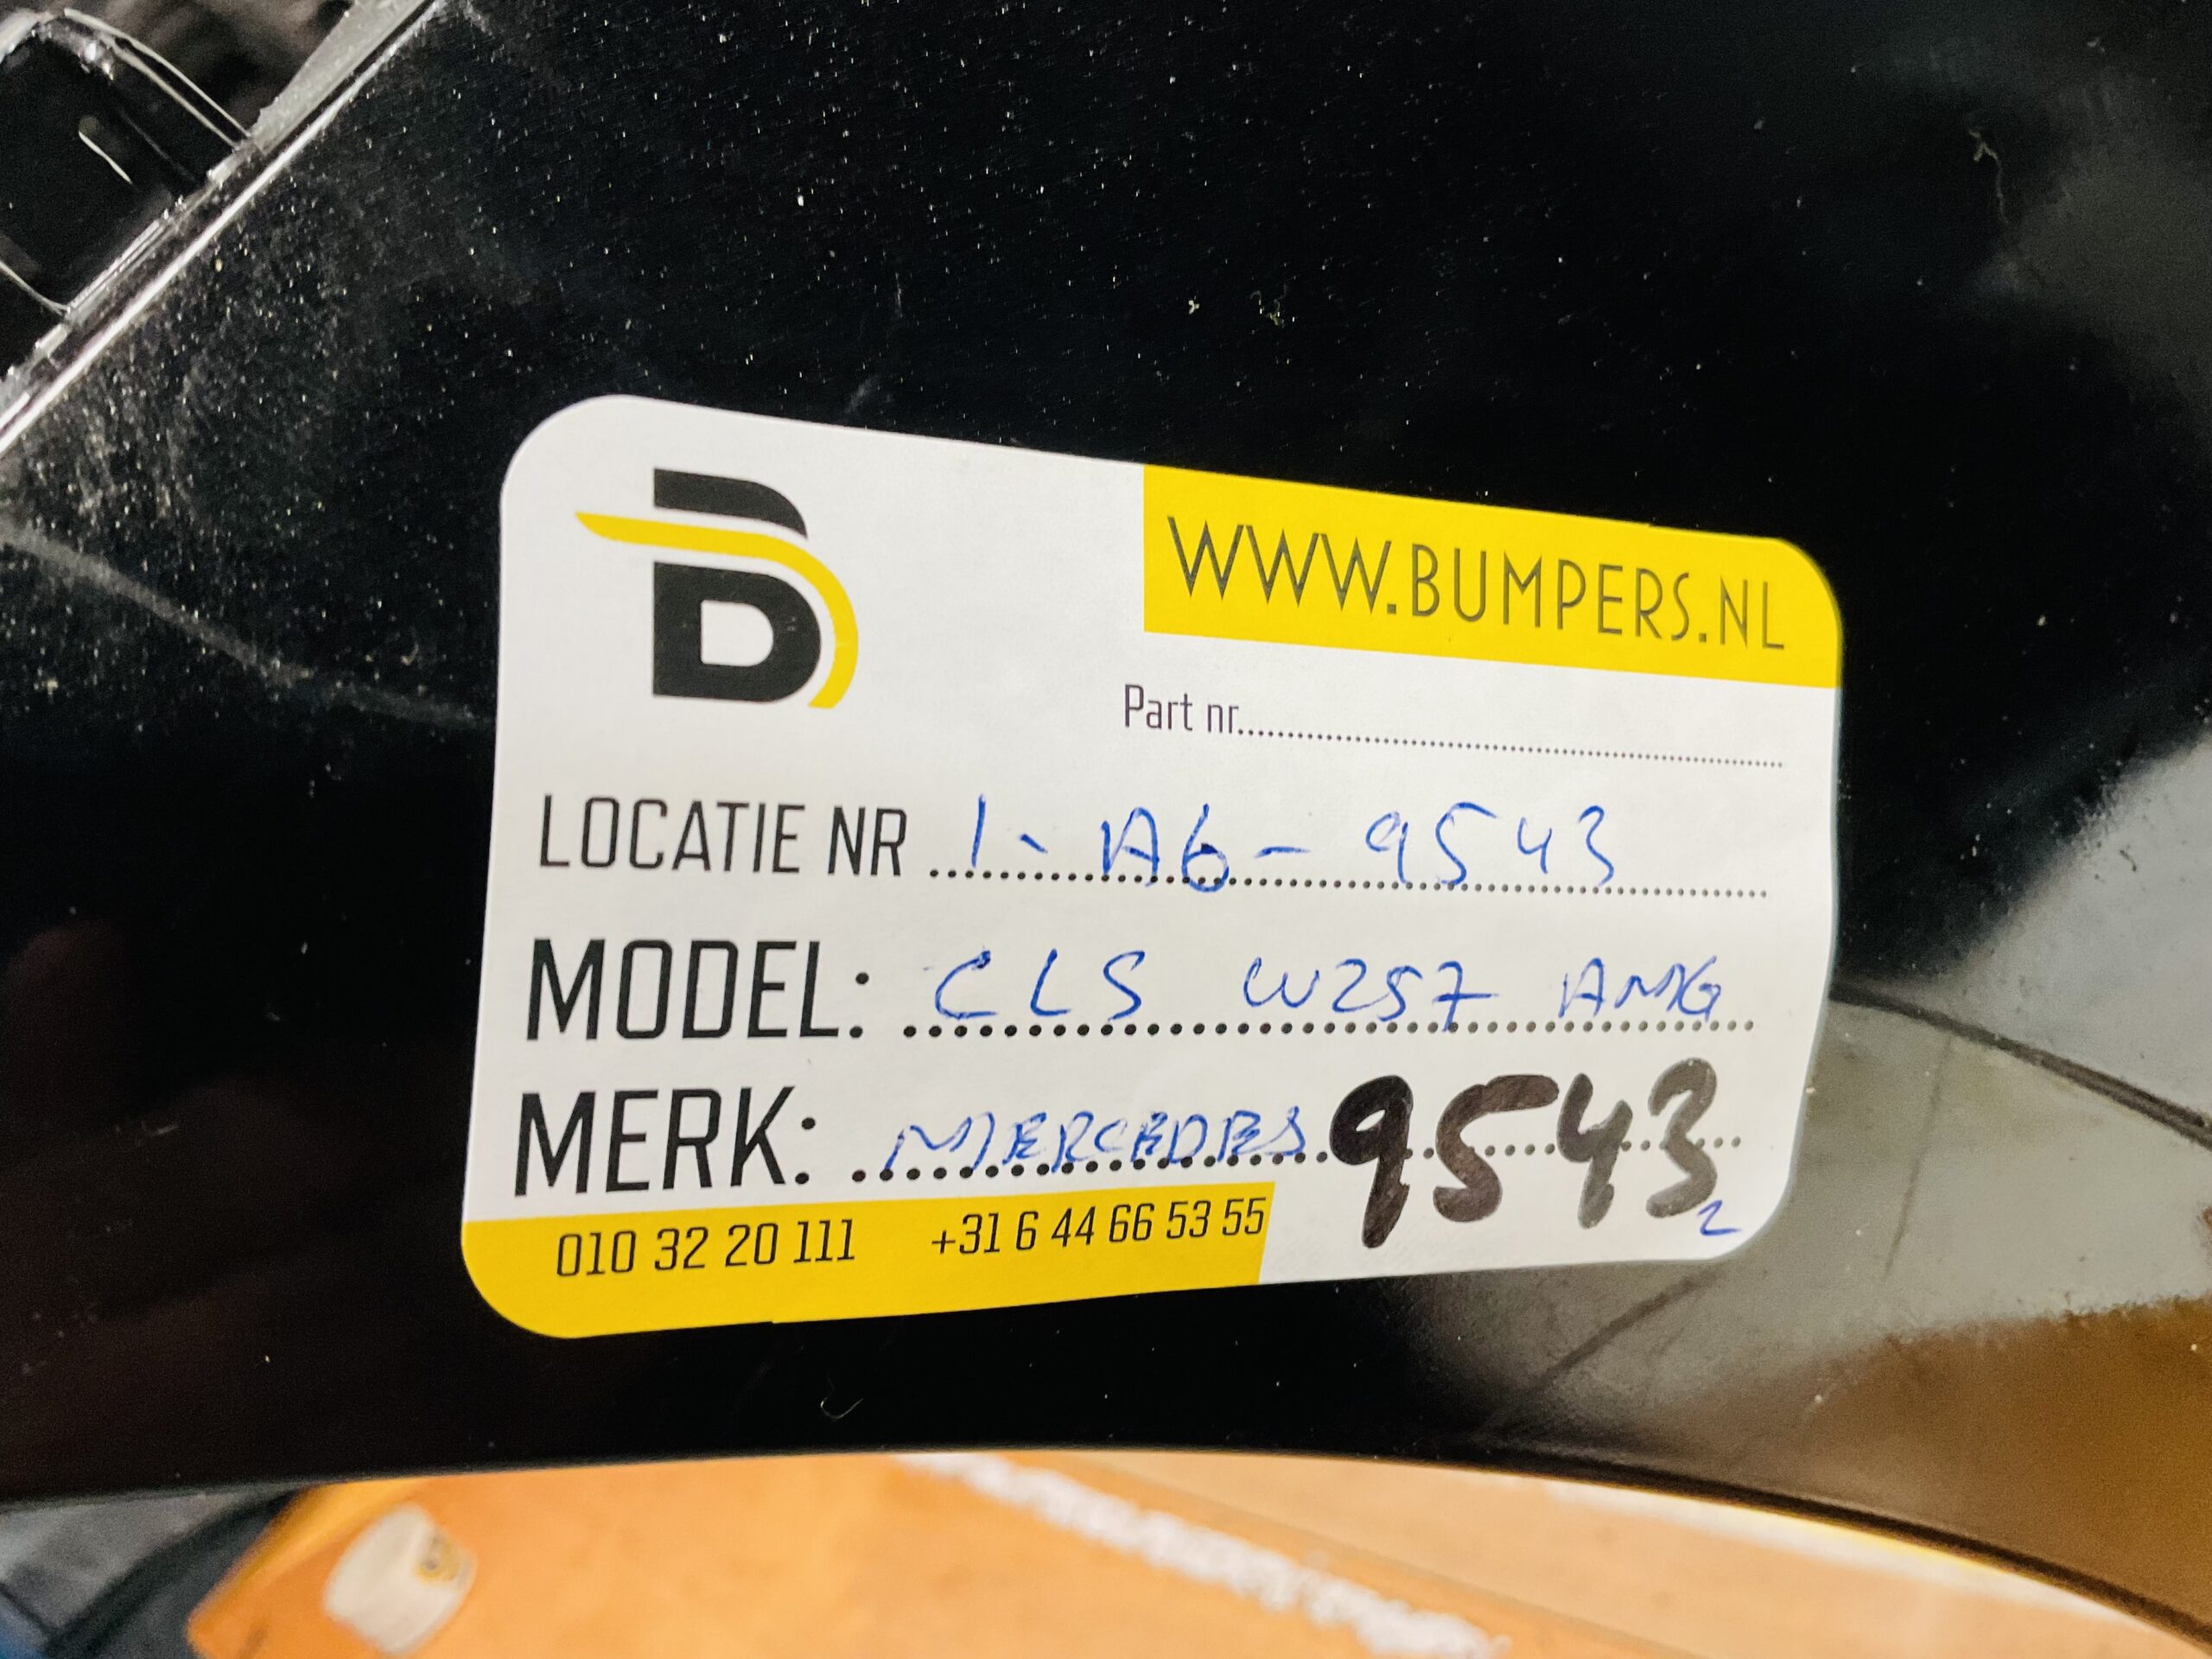 WWW.BUMPERS.NL
Part nr.
LOCATIE NR 1-A6-9543
MODEL: CLS W257 AMG
MERK: MERCEDES 9543
2
010 32 20 111 +31 6 44 66 53 55